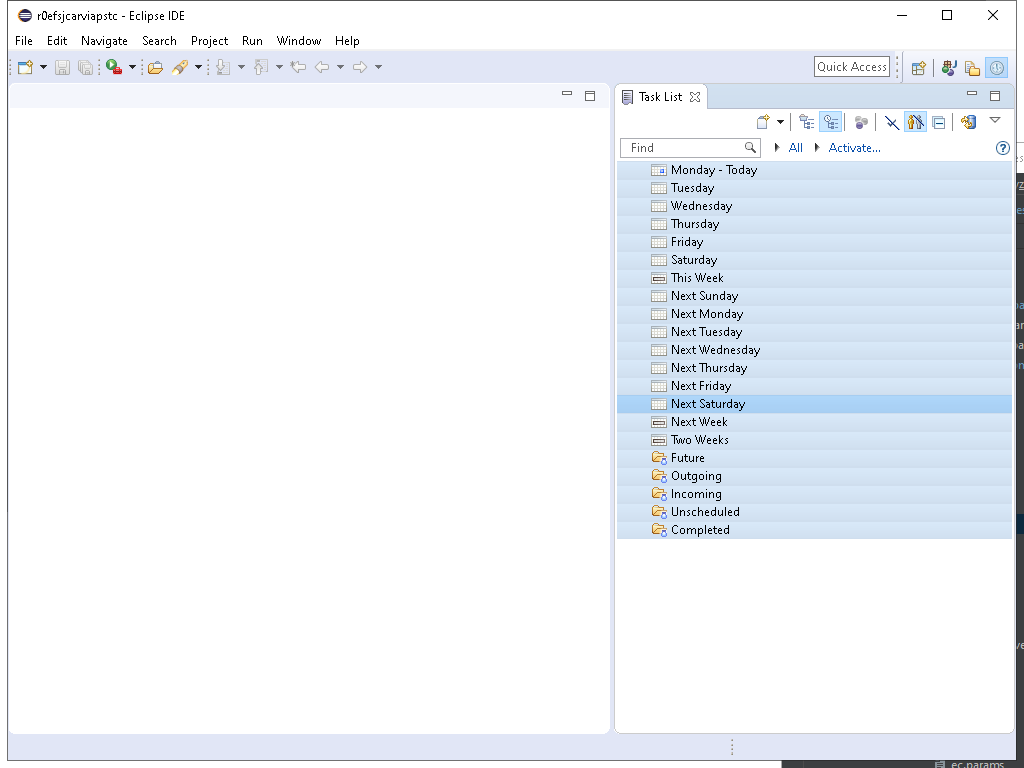 r0efsjcarviapstc - Eclipse IDE
File Edit Navigate Search Project Run Window Help
Quick Access
Task List
Find All Activate...
Monday - Today
Tuesday
Wednesday
Thursday
Friday
Saturday
This Week
Next Sunday
Next Monday
Next Tuesday
Next Wednesday
Next Thursday
Next Friday
Next Saturday
Next Week
Two Weeks
Future
Outgoing
Incoming
Unscheduled
Completed
ec.params